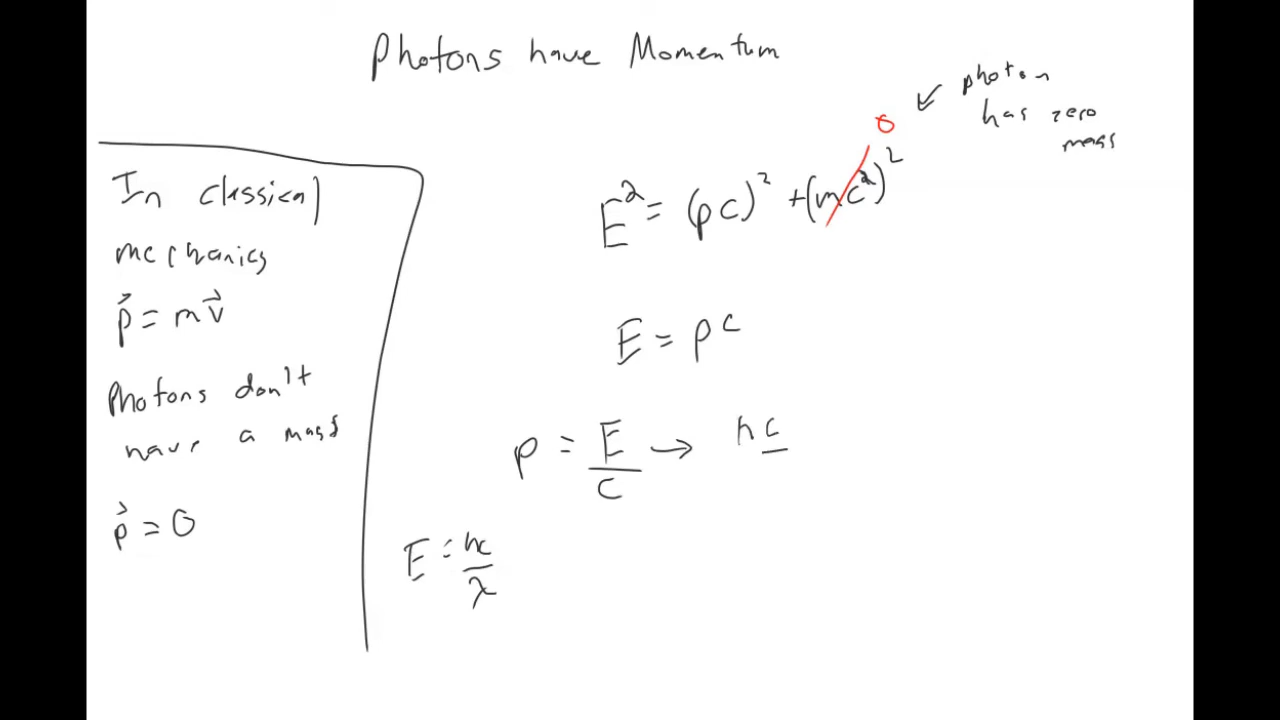 Photons have Momentum
In classical
mechanics
p⃗ = m v⃗
Photons don't
have a mass
p⃗ = 0
photon
has zero
mass
0
E² = (pc)² + (mc²)²
E = pc
p = E/c → hc
E = hc/λ